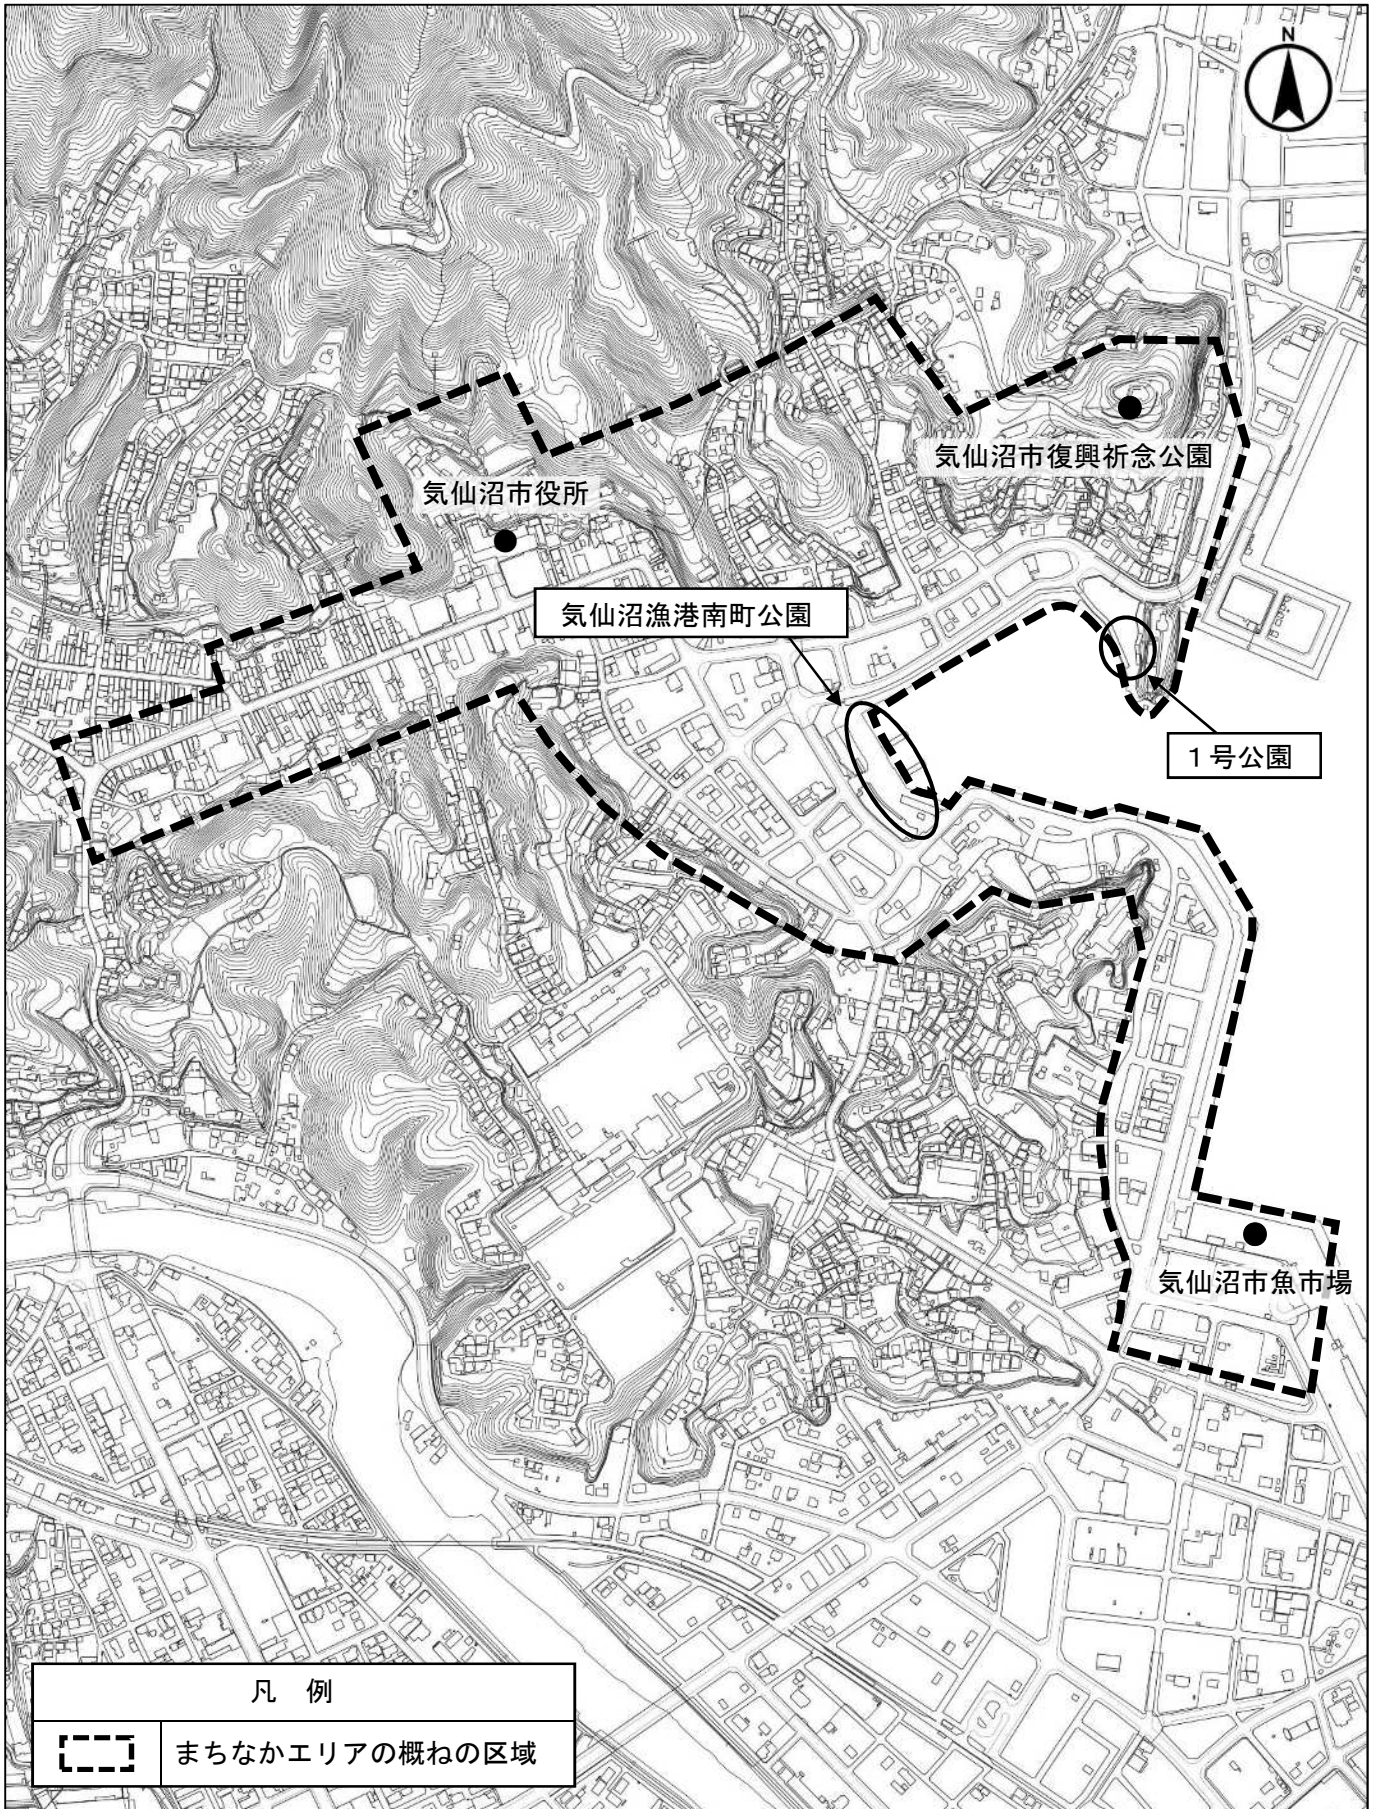 N
気仙沼市復興祈念公園
気仙沼市役所
気仙沼漁港南町公園
１号公園
気仙沼市魚市場
凡 例
まちなかエリアの概ねの区域